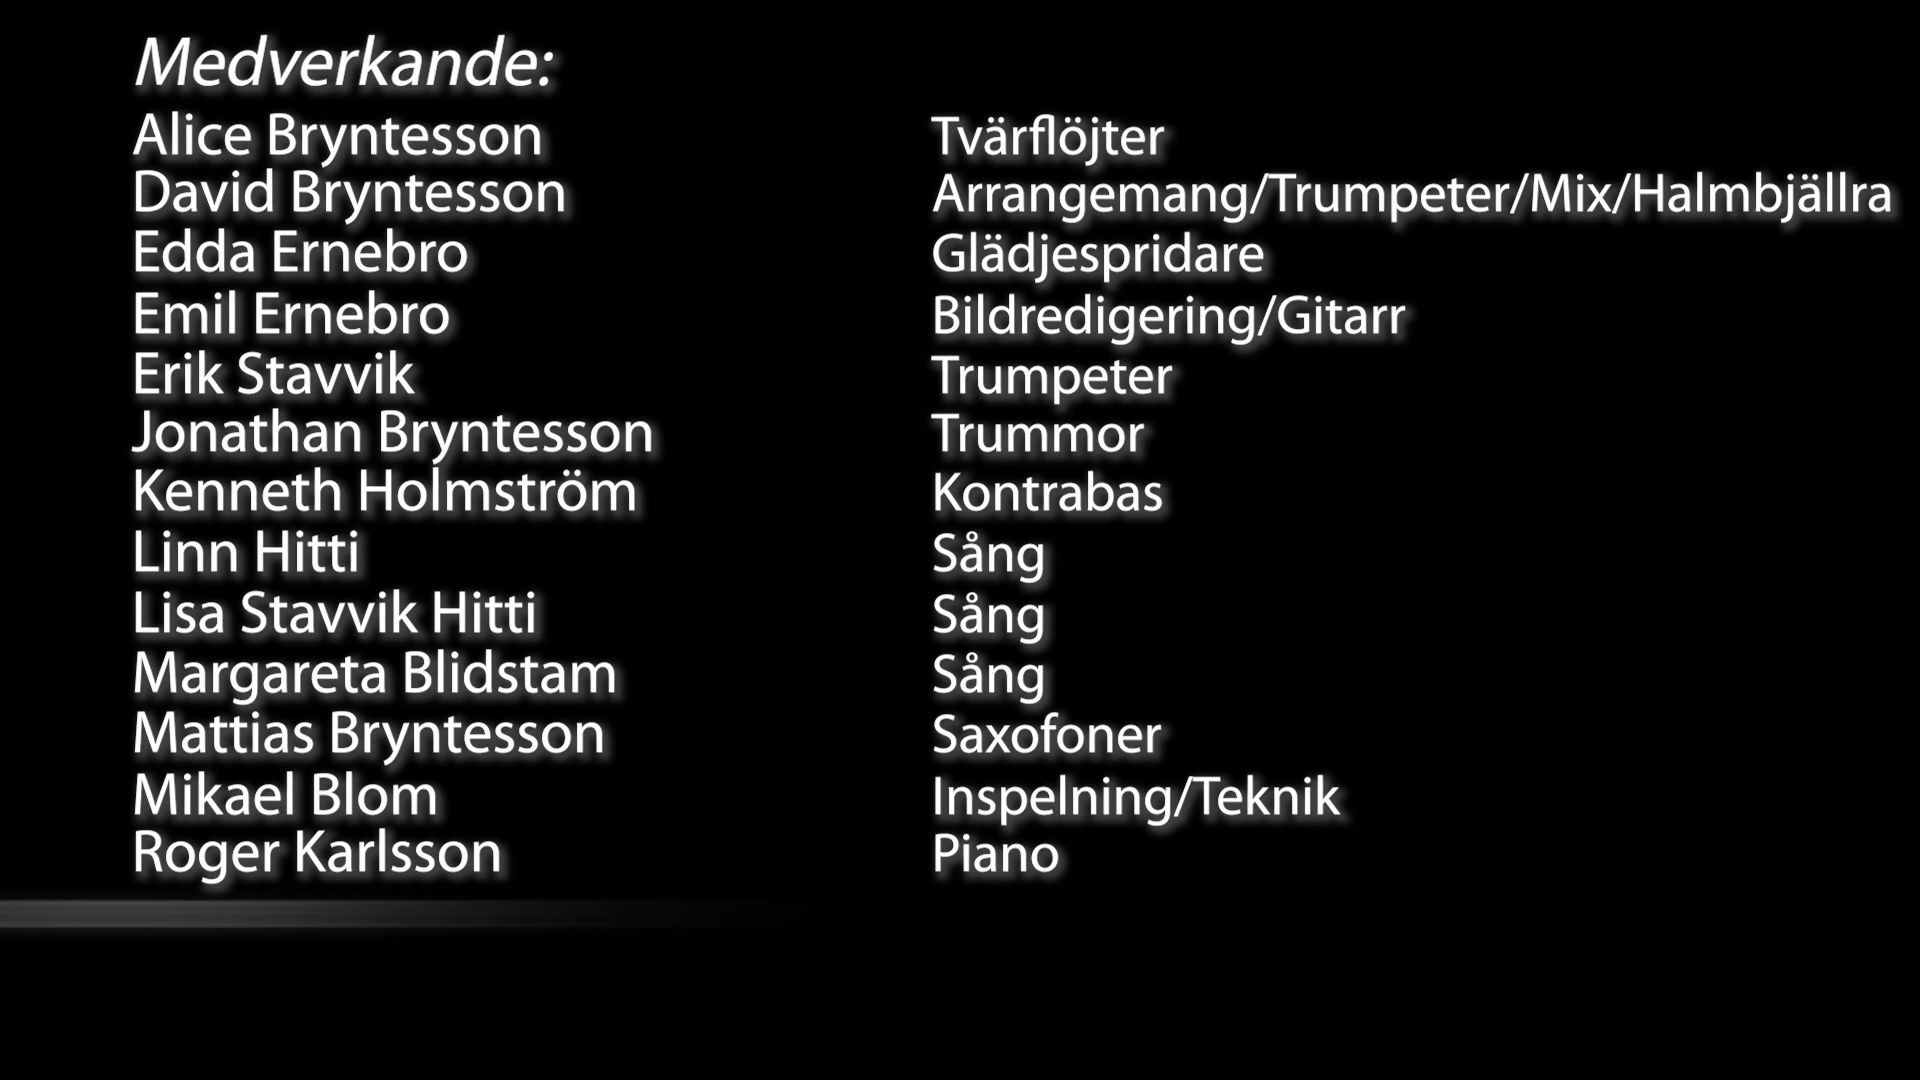 Medverkande:
Alice Bryntesson Tvärflöjter
David Bryntesson Arrangemang/Trumpeter/Mix/Halmbjällra
Edda Ernebro Glädjespridare
Emil Ernebro Bildredigering/Gitarr
Erik Stavvik Trumpeter
Jonathan Bryntesson Trummor
Kenneth Holmström Kontrabas
Linn Hitti Sång
Lisa Stavvik Hitti Sång
Margareta Blidstam Sång
Mattias Bryntesson Saxofoner
Mikael Blom Inspelning/Teknik
Roger Karlsson Piano